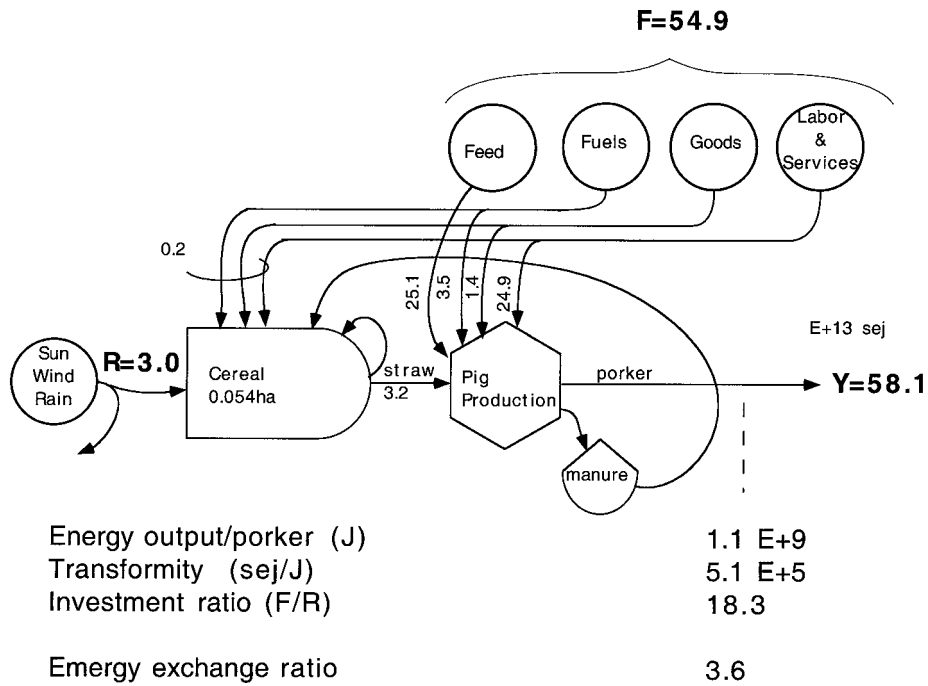 F=54.9
Feed
Fuels
Goods
Labor
&
Services
0.2
25.1
3.5
1.4
24.9
E+13 sej
Sun
Wind
Rain
R=3.0
Cereal
0.054ha
straw
3.2
Pig
Production
porker
Y=58.1
manure
Energy output/porker (J) 1.1 E+9
Transformity (sej/J) 5.1 E+5
Investment ratio (F/R) 18.3
Emergy exchange ratio 3.6